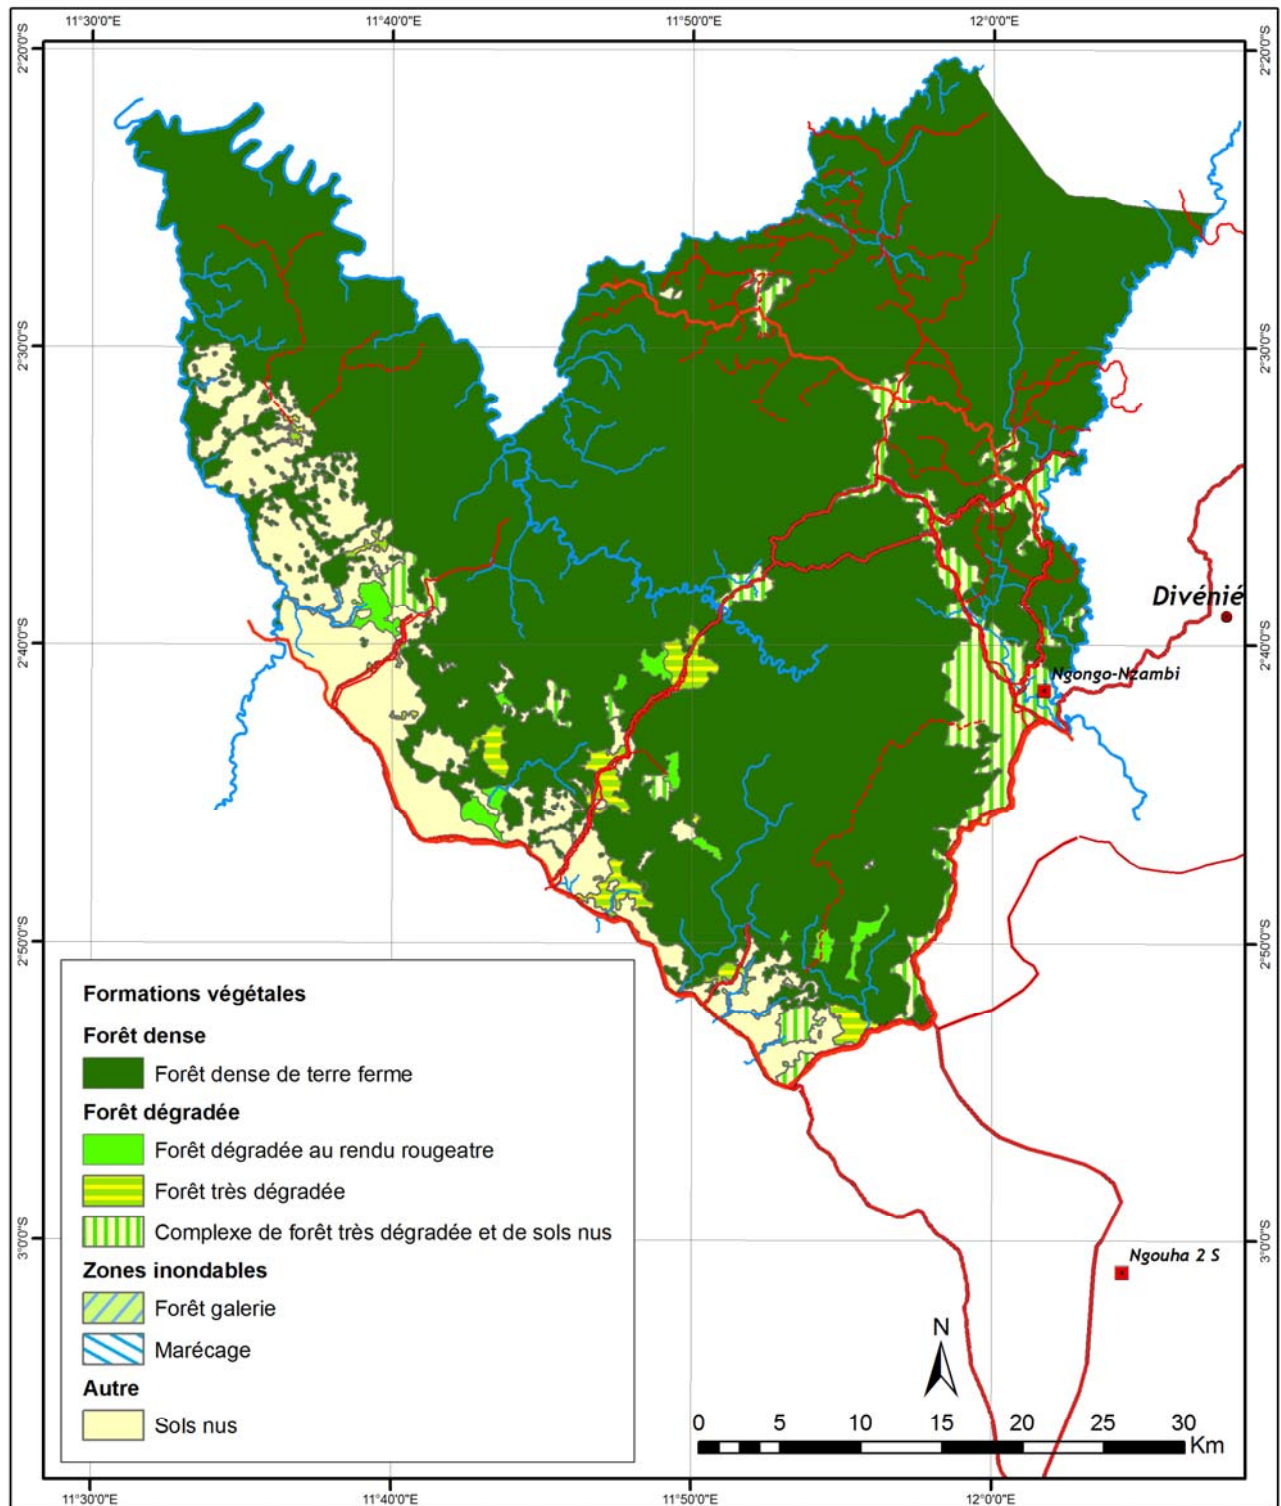 11°30'0"E 11°40'0"E 11°50'0"E 12°0'0"E
2°20'0"S 2°20'0"S
2°30'0"S 2°30'0"S
Divénié
2°40'0"S 2°40'0"S
Ngongo-Nzambi
2°50'0"S 2°50'0"S
Formations végétales
Forêt dense
Forêt dense de terre ferme
Forêt dégradée
Forêt dégradée au rendu rougeatre
Forêt très dégradée
Complexe de forêt très dégradée et de sols nus
3°0'0"S 3°0'0"S
Ngouha 2 S
Zones inondables
Forêt galerie
Marécage
Autre
Sols nus
N
0 5 10 15 20 25 30
Km
11°30'0"E 11°40'0"E 11°50'0"E 12°0'0"E